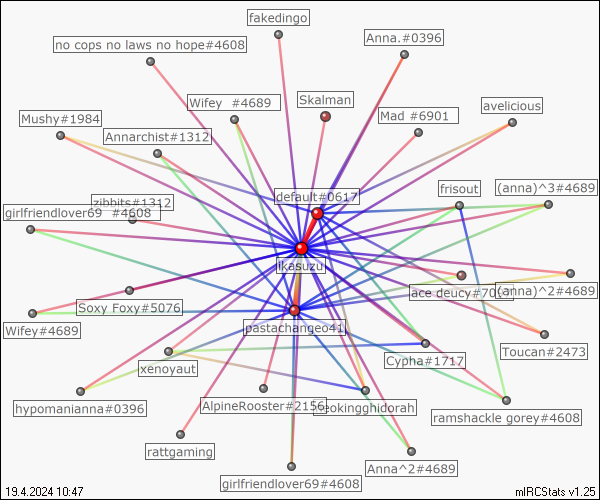 fakedingo
no cops no laws no hope#4608
Anna.#0396
Wifey #4689
Skalman
Mad #6901
avelicious
Mushy#1984
Annarchist#1312
default#0617
frisout
(anna)^3#4689
zibbits#1312
girlfriendlover69 #4608
ikasuzu
ace deucy#70
(anna)^2#4689
Soxy Foxy#5076
Wifey#4689
pastachangeo41
Toucan#2473
Cypha#1717
xenoyaut
hypomanianna#0396
AlpineRooster#2156
eokingghidorah
ramshackle gorey#4608
rattgaming
Anna^2#4689
girlfriendlover69#4608
19.4.2024 10:47
mIRCStats v1.25